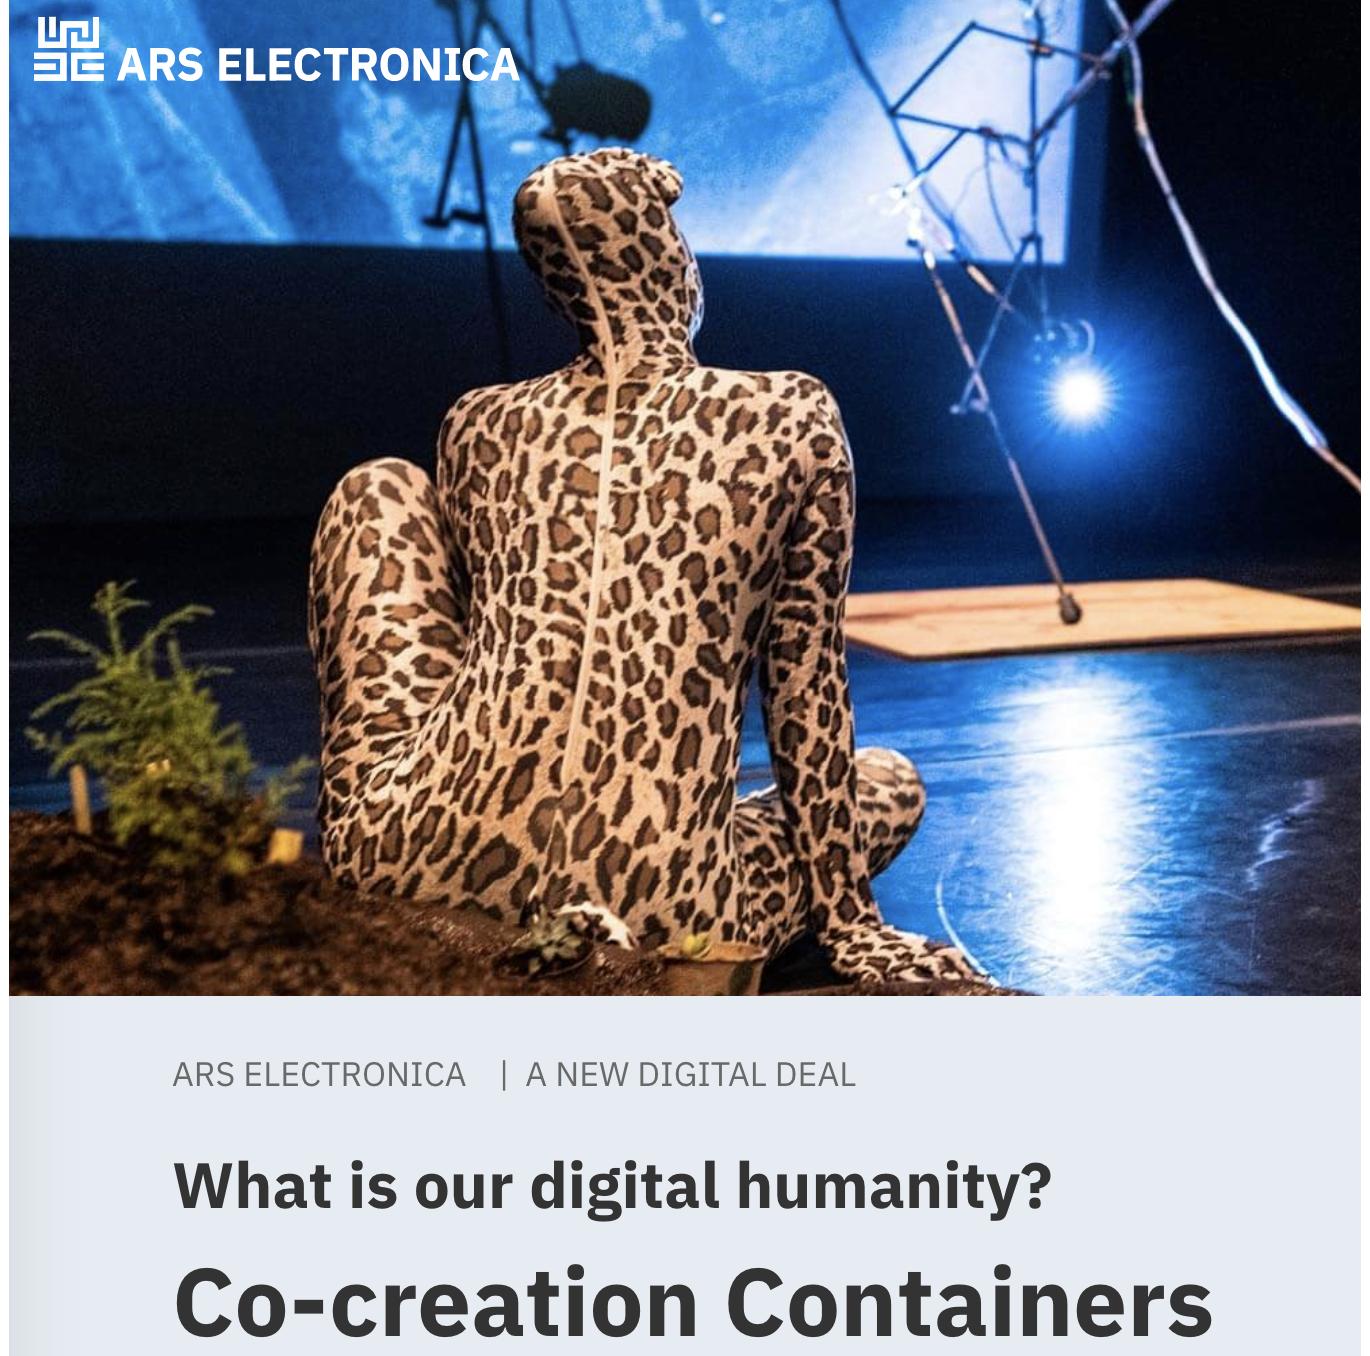 ARS ELECTRONICA
ARS ELECTRONICA | A NEW DIGITAL DEAL
What is our digital humanity?
Co-creation Containers